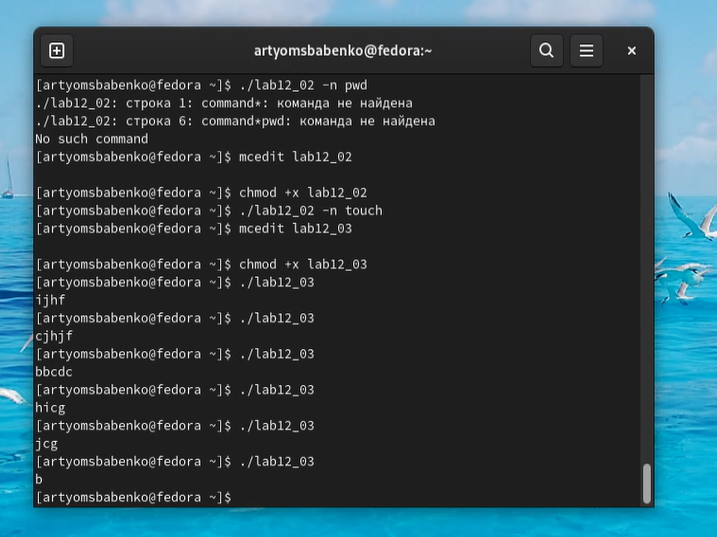 artyomsbabenko@fedora:~
[artyomsbabenko@fedora ~]$ ./lab12_02 -n pwd
./lab12_02: строка 1: command*: команда не найдена
./lab12_02: строка 6: command*pwd: команда не найдена
No such command
[artyomsbabenko@fedora ~]$ mcedit lab12_02
[artyomsbabenko@fedora ~]$ chmod +x lab12_02
[artyomsbabenko@fedora ~]$ ./lab12_02 -n touch
[artyomsbabenko@fedora ~]$ mcedit lab12_03
[artyomsbabenko@fedora ~]$ chmod +x lab12_03
[artyomsbabenko@fedora ~]$ ./lab12_03
ijhf
[artyomsbabenko@fedora ~]$ ./lab12_03
cjhjf
[artyomsbabenko@fedora ~]$ ./lab12_03
bbcdc
[artyomsbabenko@fedora ~]$ ./lab12_03
hicg
[artyomsbabenko@fedora ~]$ ./lab12_03
jcg
[artyomsbabenko@fedora ~]$ ./lab12_03
b
[artyomsbabenko@fedora ~]$